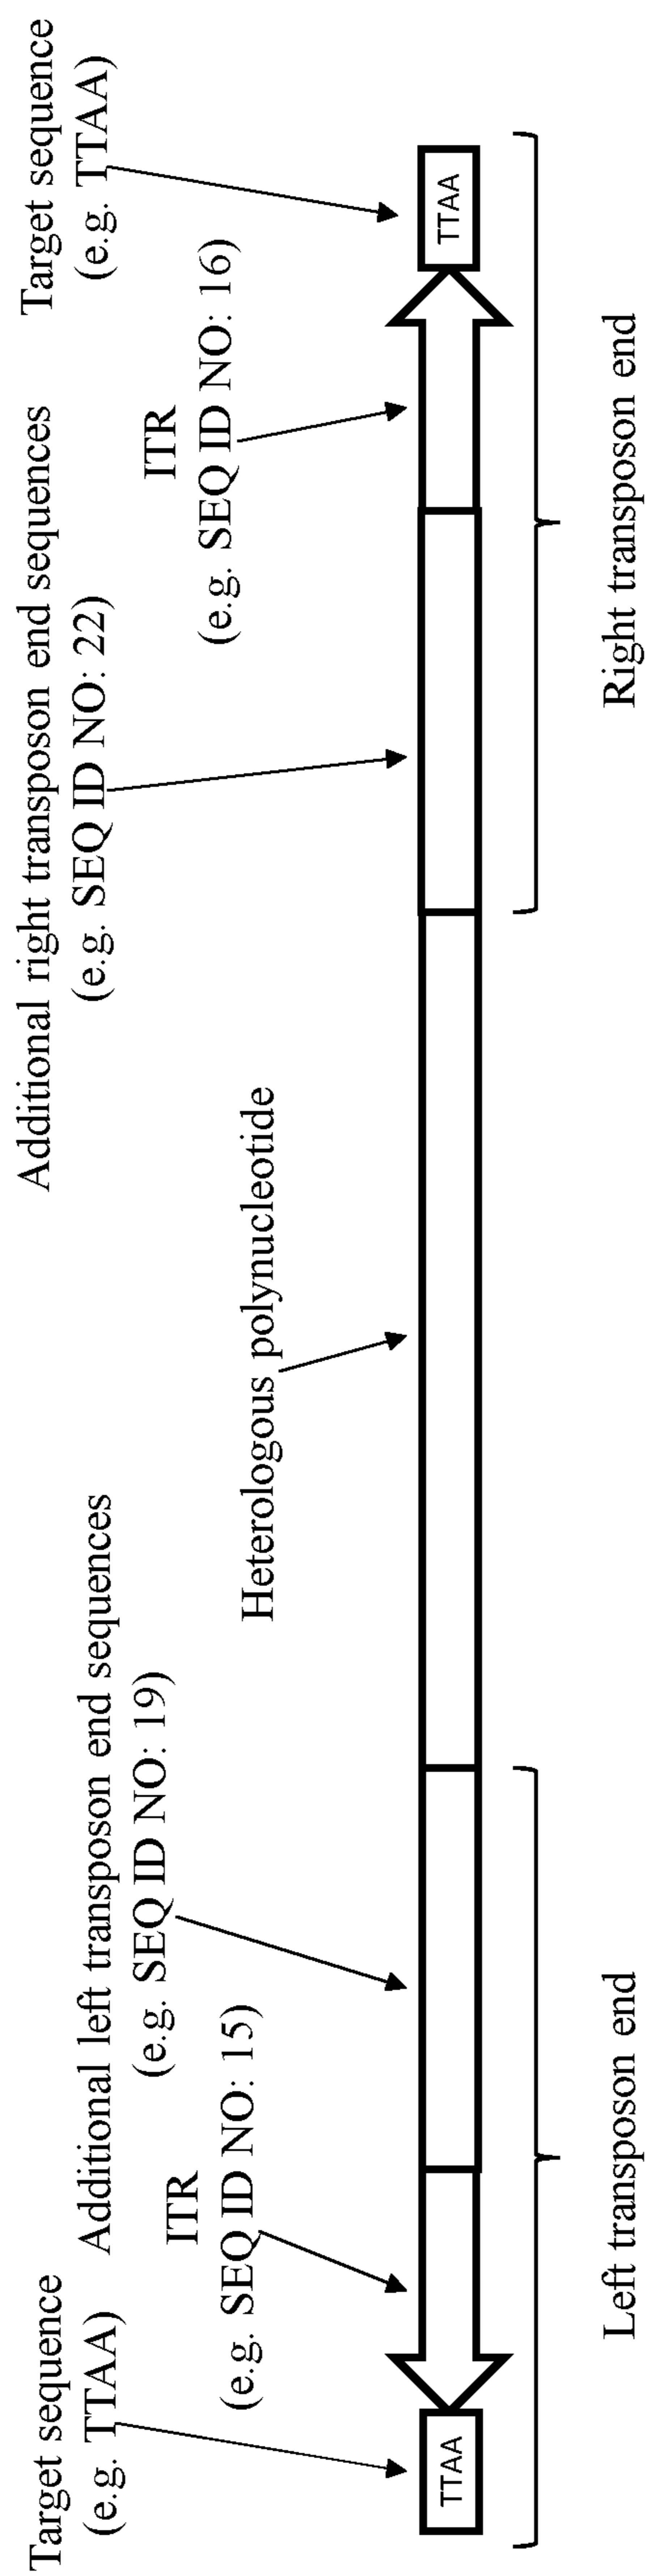 Target sequence
(e.g. TTAA)
Additional left transposon end sequences
(e.g. SEQ ID NO: 19)
ITR
(e.g. SEQ ID NO: 15)
Heterologous polynucleotide
Additional right transposon end sequences
(e.g. SEQ ID NO: 22)
ITR
(e.g. SEQ ID NO: 16)
Target sequence
(e.g. TTAA)
TTAA
TTAA
Left transposon end
Right transposon end